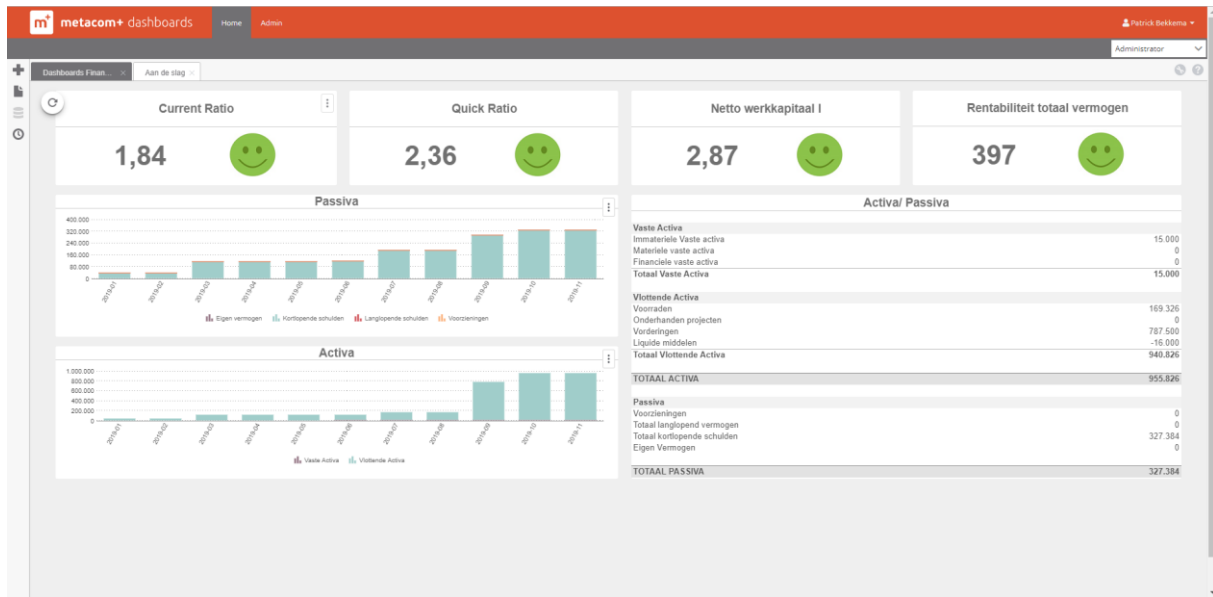 m+ metacom+ dashboards Home Admin Patrick Bekkema
Administrator
Dashboards Finan... × Aan de slag ×
Current Ratio
1,84
Quick Ratio
2,36
Netto werkkapitaal I
2,87
Rentabiliteit totaal vermogen
397
Passiva
400.000
320.000
240.000
160.000
80.000
0
2019-01 2019-02 2019-03 2019-04 2019-05 2019-06 2019-07 2019-08 2019-09 2019-10 2019-11
Eigen vermogen Kortlopende schulden Langlopende schulden Voorzieningen
Activa
1.000.000
800.000
600.000
400.000
200.000
0
2019-01 2019-02 2019-03 2019-04 2019-05 2019-06 2019-07 2019-08 2019-09 2019-10 2019-11
Vaste Activa Vlottende Activa
Activa/ Passiva
Vaste Activa
Immateriele Vaste activa 15.000
Materiele vaste activa 0
Financiele vaste activa 0
Totaal Vaste Activa 15.000
Vlottende Activa
Voorraden 169.326
Onderhanden projecten 0
Vorderingen 787.500
Liquide middelen -16.000
Totaal Vlottende Activa 940.826
TOTAAL ACTIVA 955.826
Passiva
Voorzieningen 0
Totaal langlopend vermogen 0
Totaal kortlopende schulden 327.384
Eigen Vermogen 0
TOTAAL PASSIVA 327.384